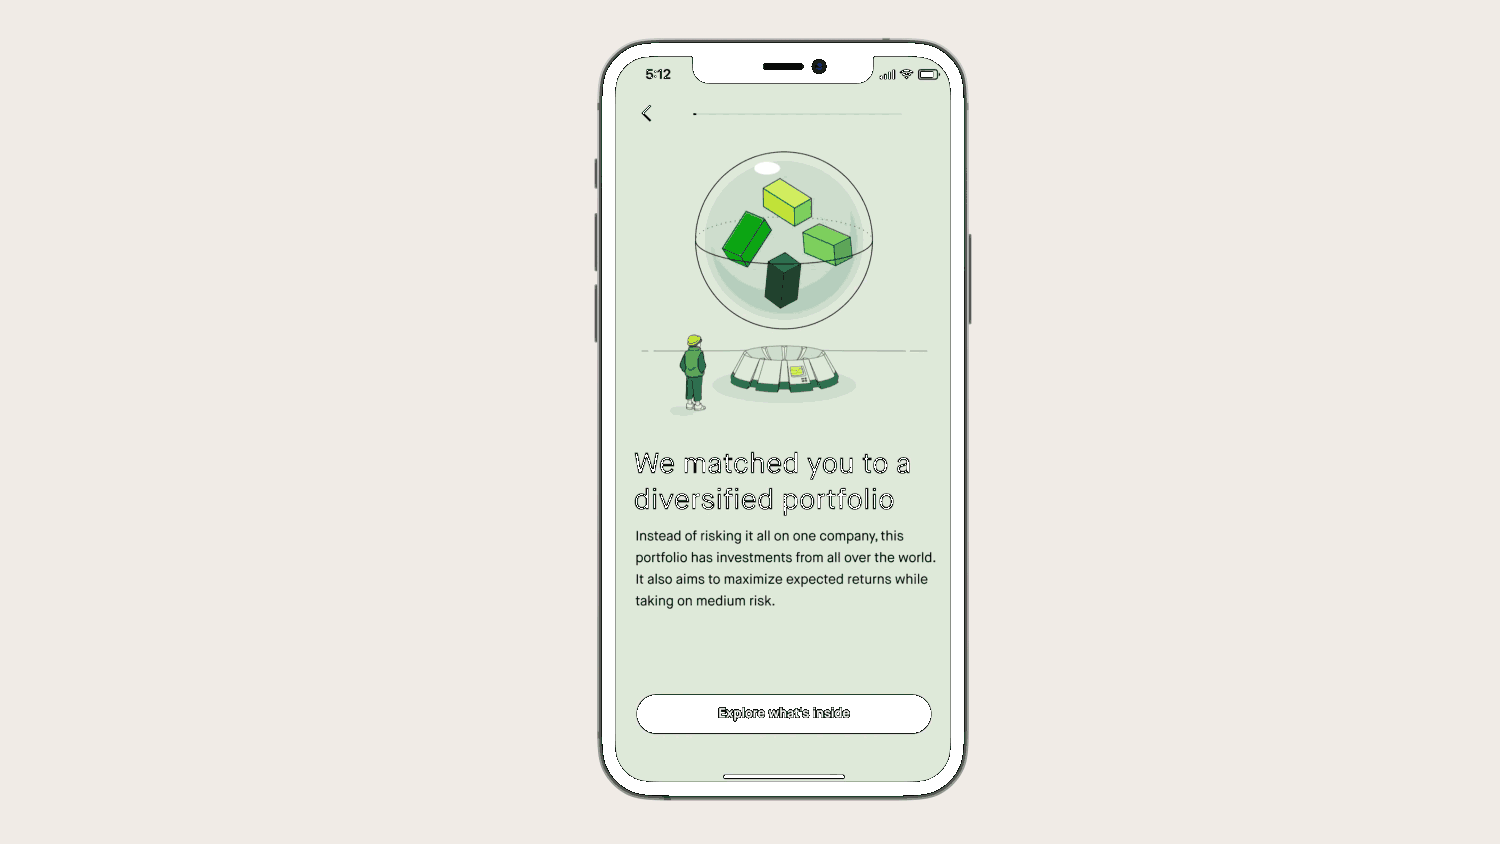 5:12
We matched you to a
diversified portfolio
Instead of risking it all on one company, this
portfolio has investments from all over the world.
It also aims to maximize expected returns while
taking on medium risk.
Explore what's inside